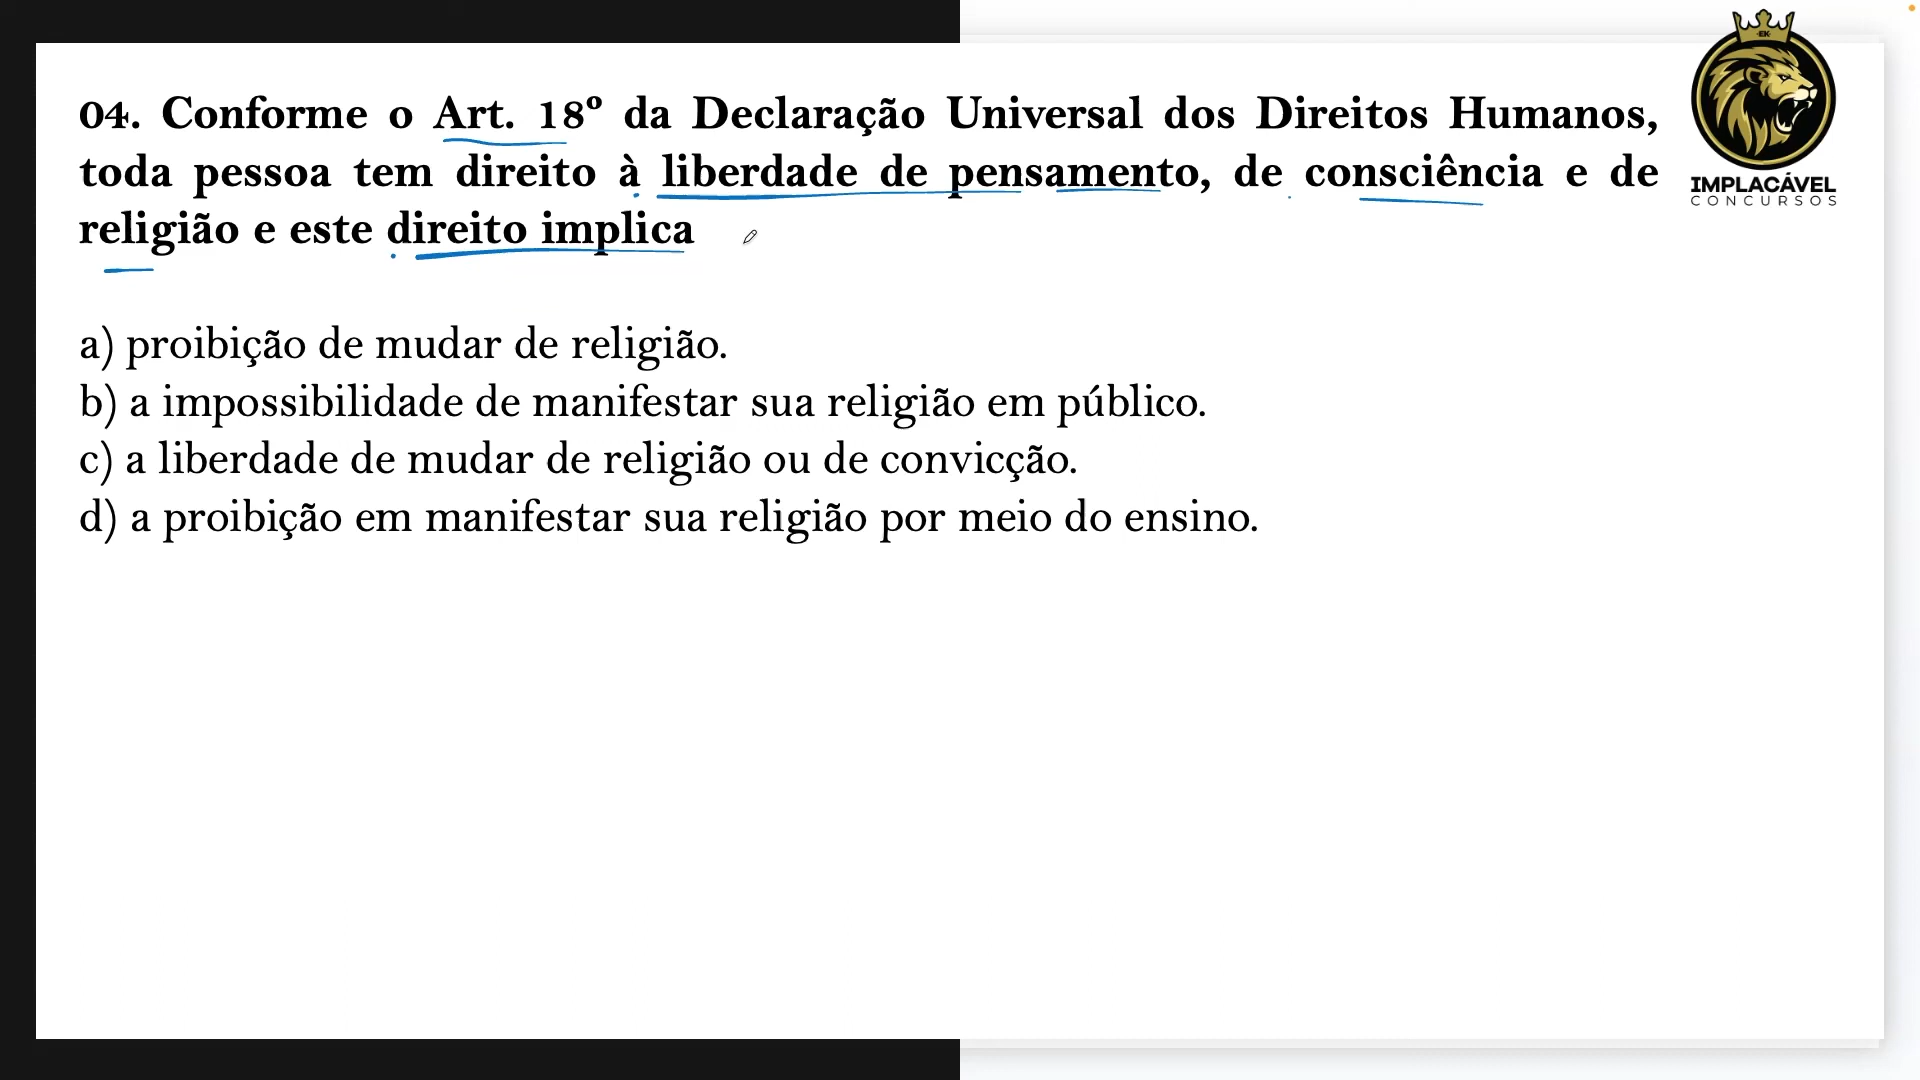 04. Conforme o Art. 18º da Declaração Universal dos Direitos Humanos,
toda pessoa tem direito à liberdade de pensamento, de consciência e de
religião e este direito implica
a) proibição de mudar de religião.
b) a impossibilidade de manifestar sua religião em público.
c) a liberdade de mudar de religião ou de convicção.
d) a proibição em manifestar sua religião por meio do ensino.
EK
IMPLACÁVEL
CONCURSOS